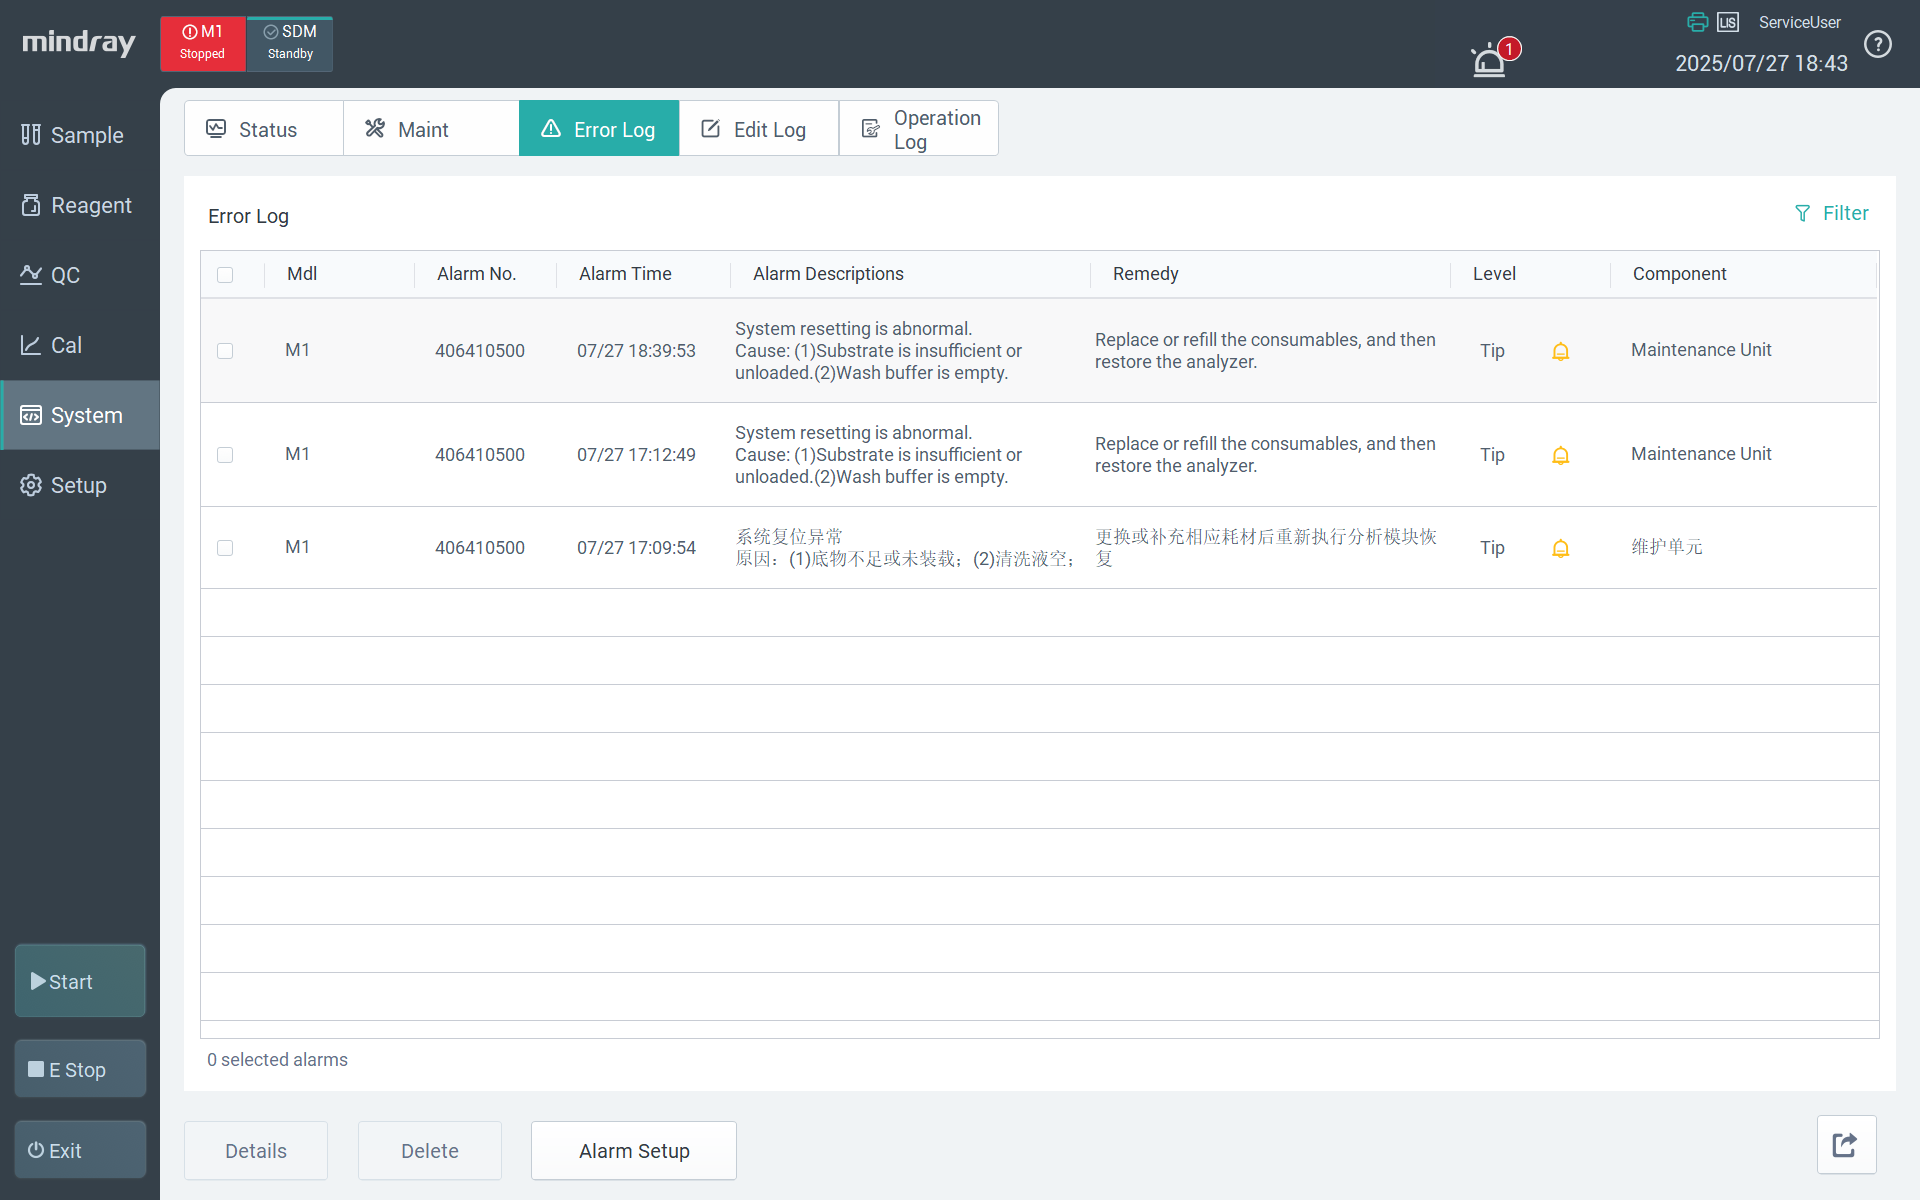 mindray
M1
Stopped
SDM
Standby
1
LIS
ServiceUser
2025/07/27 18:43
?
Sample
Reagent
QC
Cal
System
Setup
Start
E Stop
Exit
Status
Maint
Error Log
Edit Log
Operation
Log
Error Log
Filter
Mdl
Alarm No.
Alarm Time
Alarm Descriptions
Remedy
Level
Component
M1
406410500
07/27 18:39:53
System resetting is abnormal.
Cause: (1)Substrate is insufficient or
unloaded.(2)Wash buffer is empty.
Replace or refill the consumables, and then
restore the analyzer.
Tip
Maintenance Unit
M1
406410500
07/27 17:12:49
System resetting is abnormal.
Cause: (1)Substrate is insufficient or
unloaded.(2)Wash buffer is empty.
Replace or refill the consumables, and then
restore the analyzer.
Tip
Maintenance Unit
M1
406410500
07/27 17:09:54
系统复位异常
原因：(1)底物不足或未装载；(2)清洗液空；
更换或补充相应耗材后重新执行分析模块恢
复
Tip
维护单元
0 selected alarms
Details
Delete
Alarm Setup